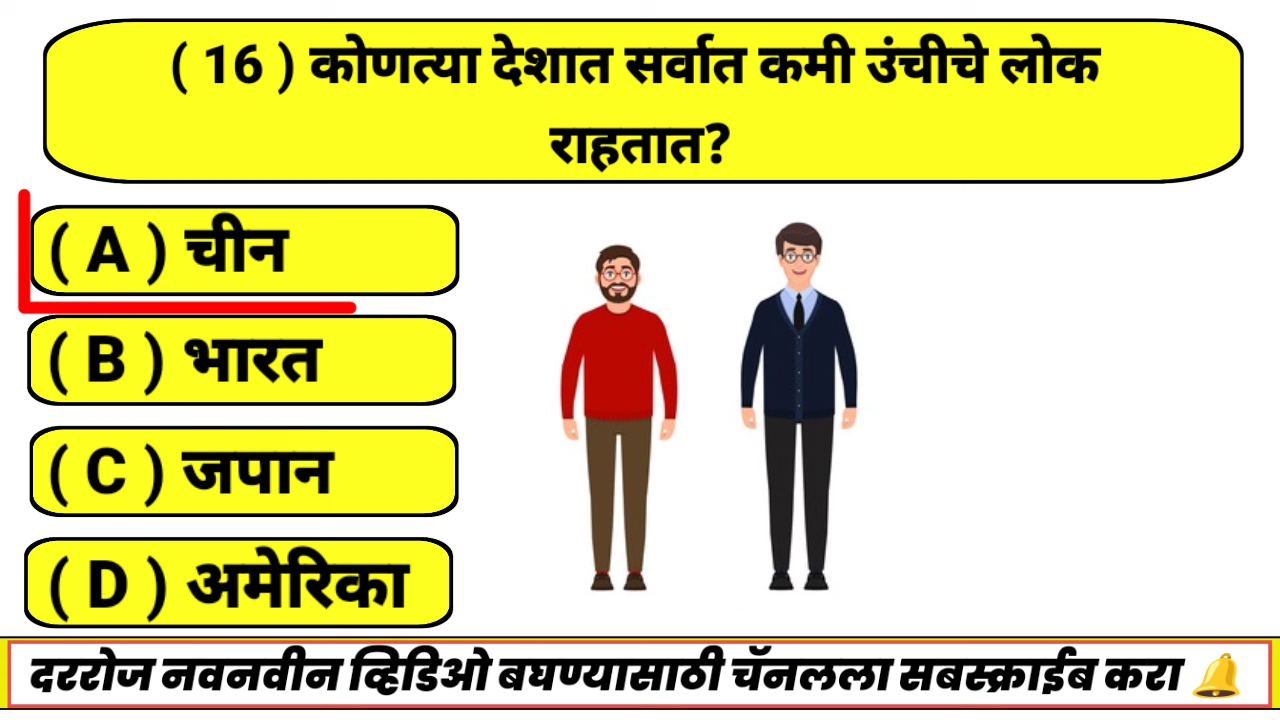 ( 16 ) कोणत्या देशात सर्वात कमी उंचीचे लोक
राहतात?
( A ) चीन
( B ) भारत
( C ) जपान
( D ) अमेरिका
दररोज नवनवीन व्हिडिओ बघण्यासाठी चॅनलला सबस्क्राईब करा 🔔